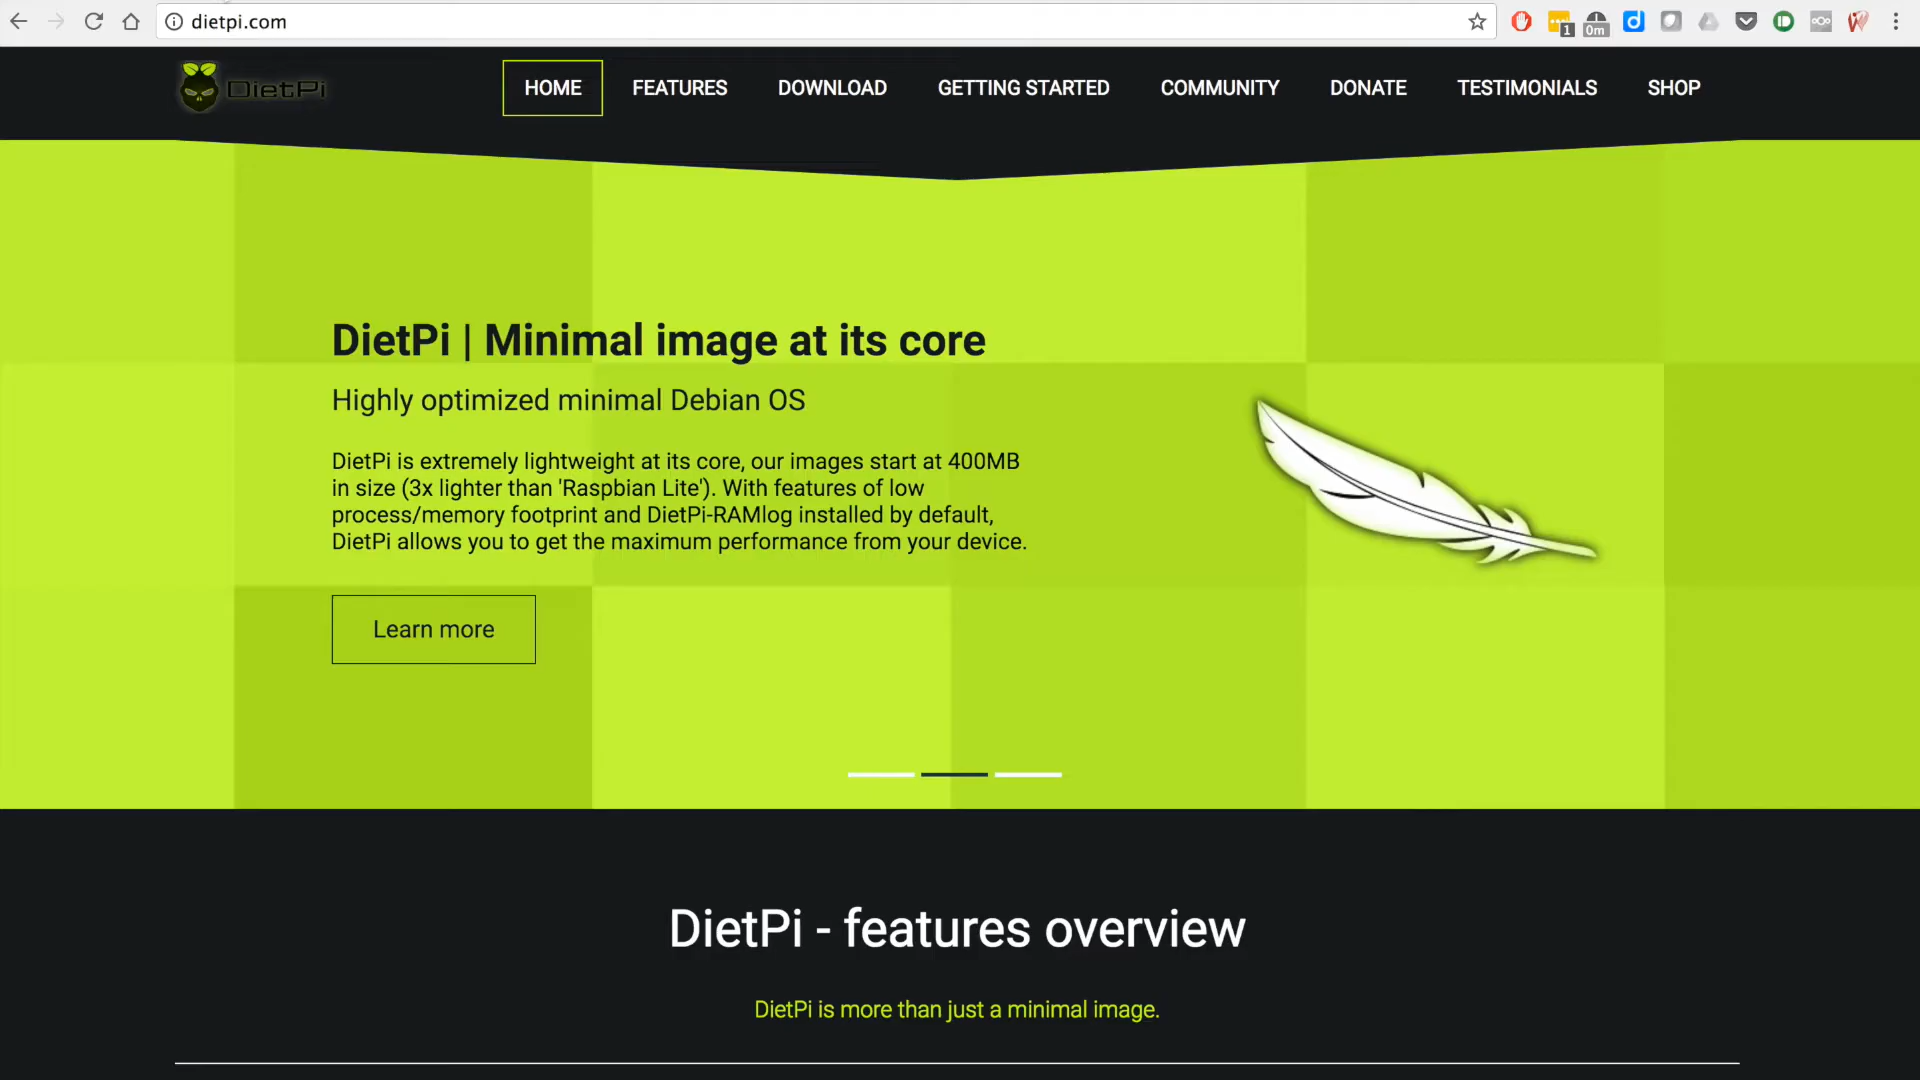 dietpi.com
1
0m
DietPi
HOME
FEATURES
DOWNLOAD
GETTING STARTED
COMMUNITY
DONATE
TESTIMONIALS
SHOP
DietPi | Minimal image at its core
Highly optimized minimal Debian OS
DietPi is extremely lightweight at its core, our images start at 400MB
in size (3x lighter than 'Raspbian Lite'). With features of low
process/memory footprint and DietPi-RAMlog installed by default,
DietPi allows you to get the maximum performance from your device.
Learn more
DietPi - features overview
DietPi is more than just a minimal image.